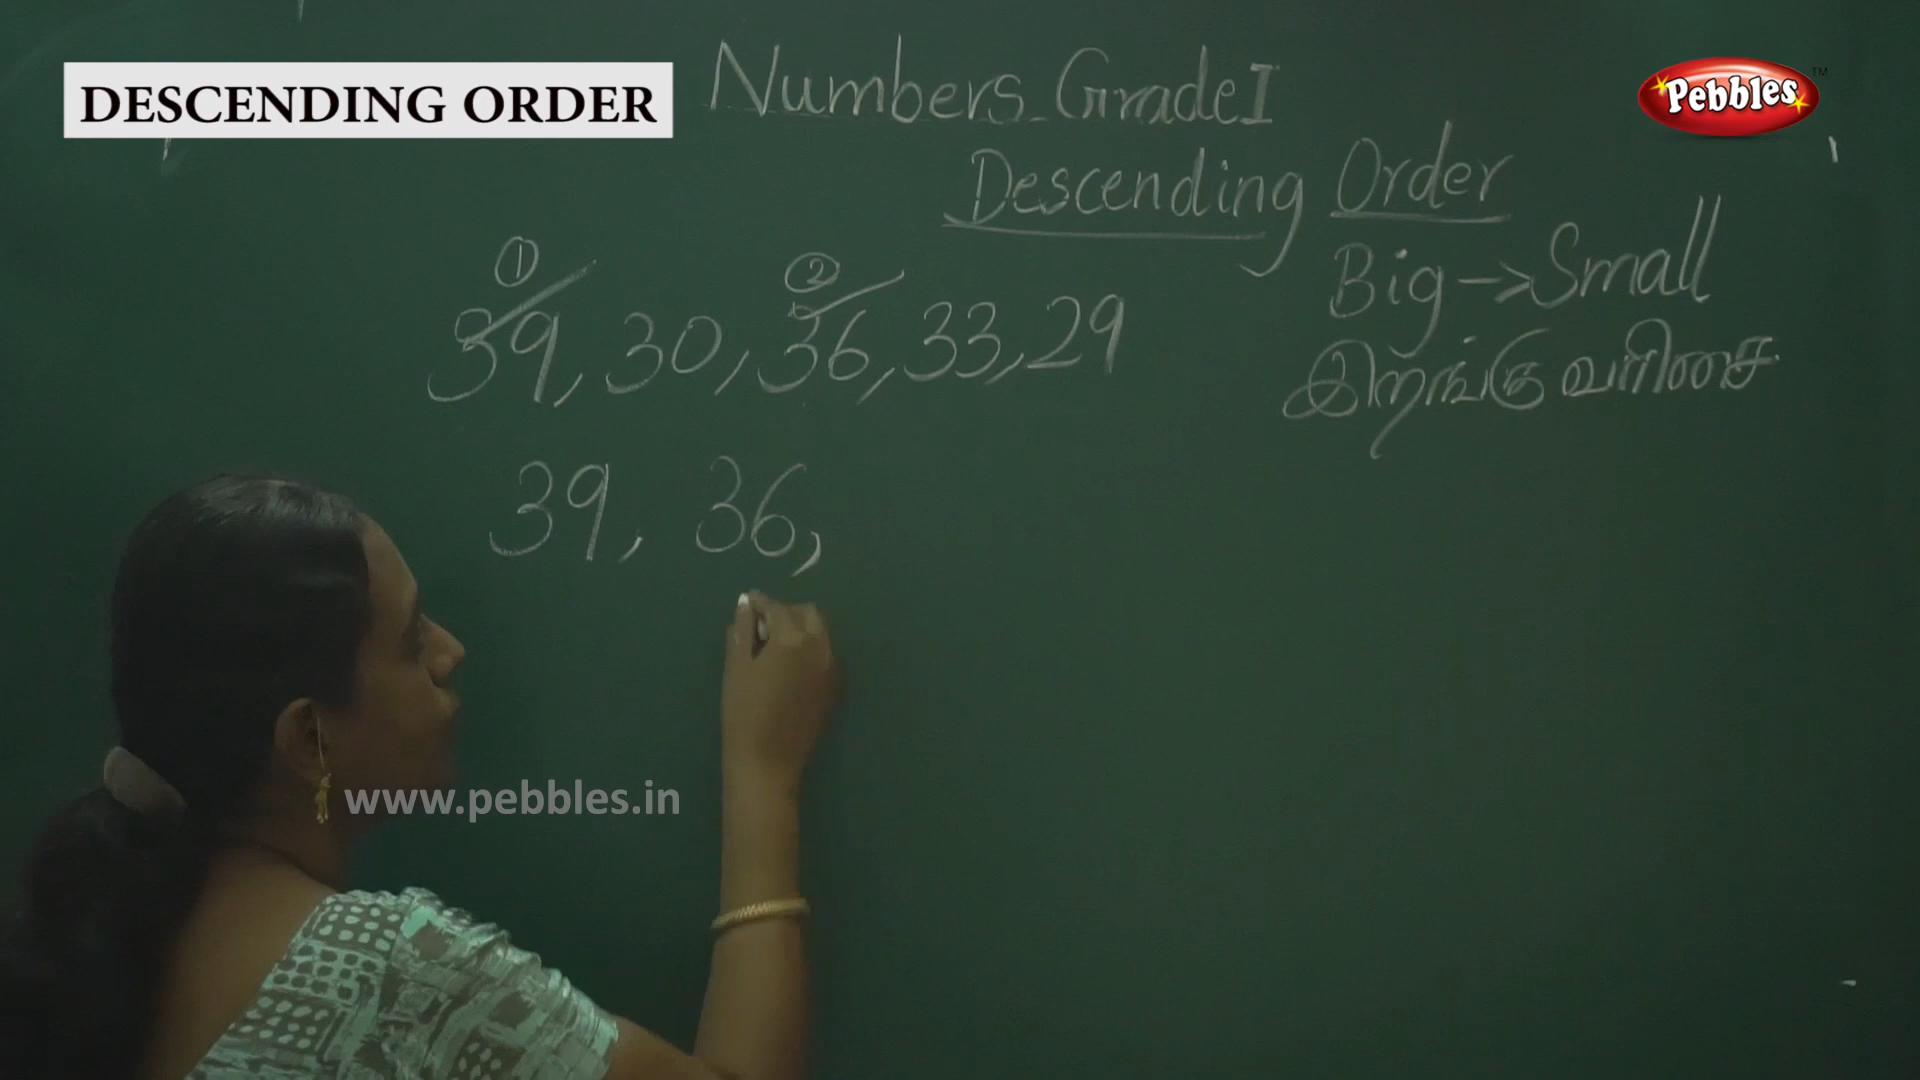 DESCENDING ORDER
Numbers Grade I
Pebbles™
Descending Order
Big → Small
இறங்கு வரிசை
① ②
39, 30, 36, 33, 29
39, 36,
www.pebbles.in